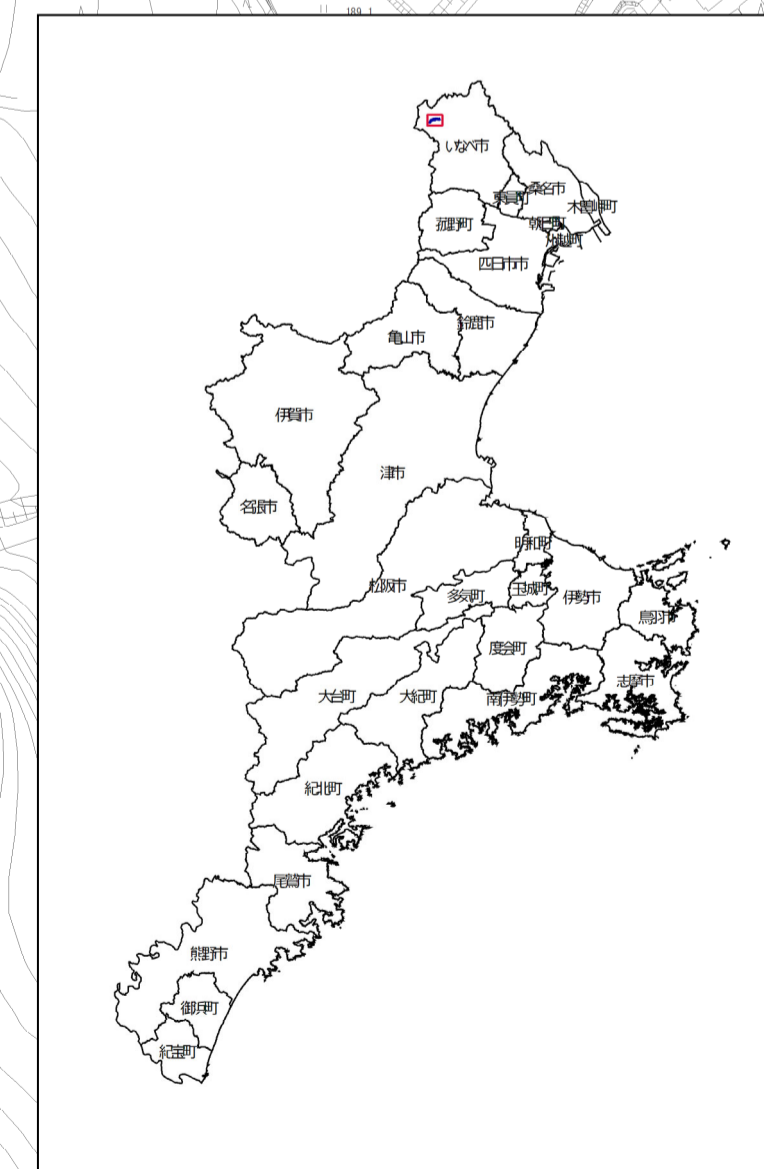 189.1
いなべ市
桑名市
東員町
木曽岬町
菰野町
朝日町
川越町
四日市市
鈴鹿市
亀山市
伊賀市
津市
名張市
明和町
松阪市
多気町
玉城町
伊勢市
鳥羽市
度会町
志摩市
大台町
大紀町
南伊勢町
紀北町
尾鷲市
熊野市
御浜町
紀宝町